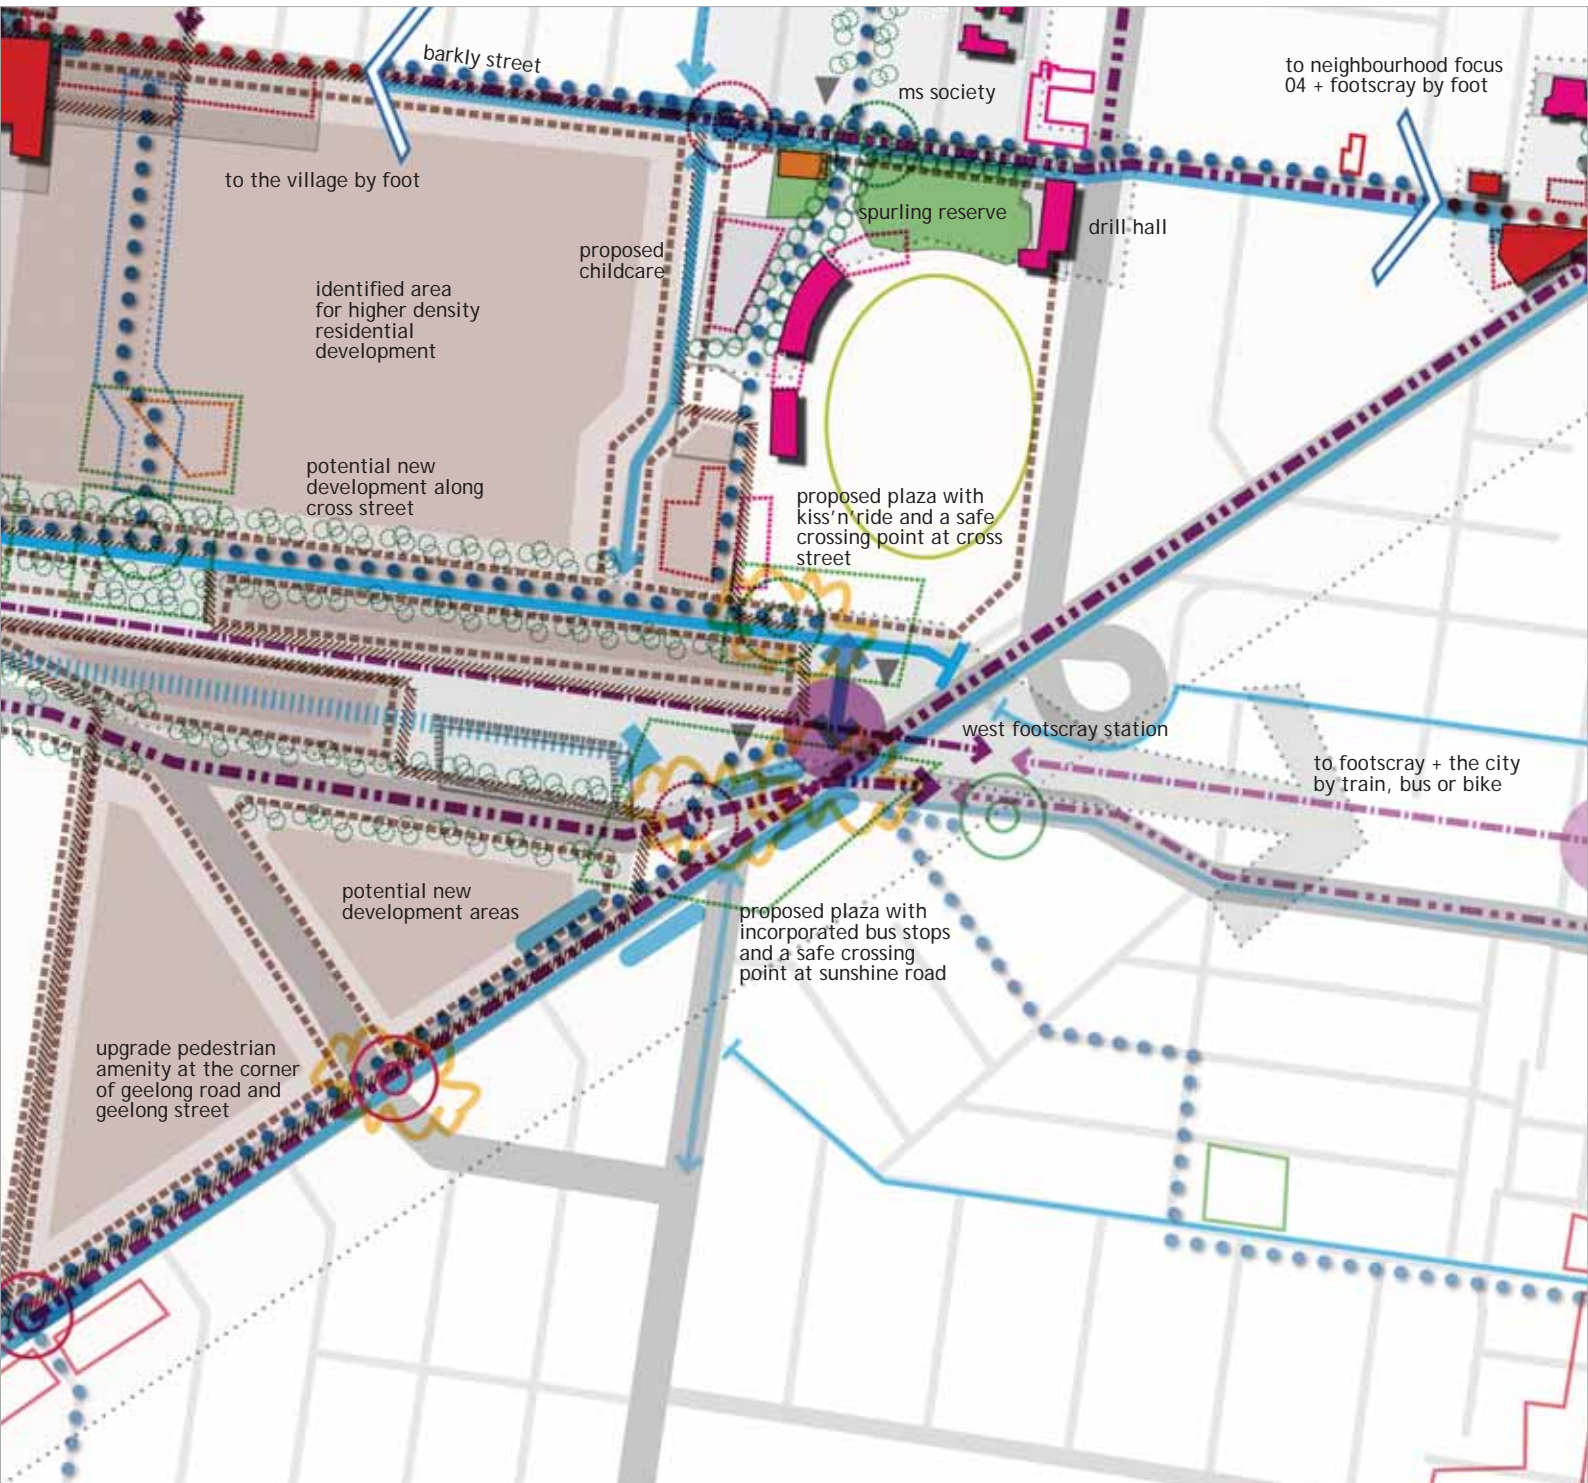 barkly street
to neighbourhood focus
04 + footscray by foot
ms society
to the village by foot
spurling reserve
drill hall
proposed
childcare
identified area
for higher density
residential
development
potential new
development along
cross street
proposed plaza with
kiss'n'ride and a safe
crossing point at cross
street
west footscray station
to footscray + the city
by train, bus or bike
potential new
development areas
proposed plaza with
incorporated bus stops
and a safe crossing
point at sunshine road
upgrade pedestrian
amenity at the corner
of geelong road and
geelong street